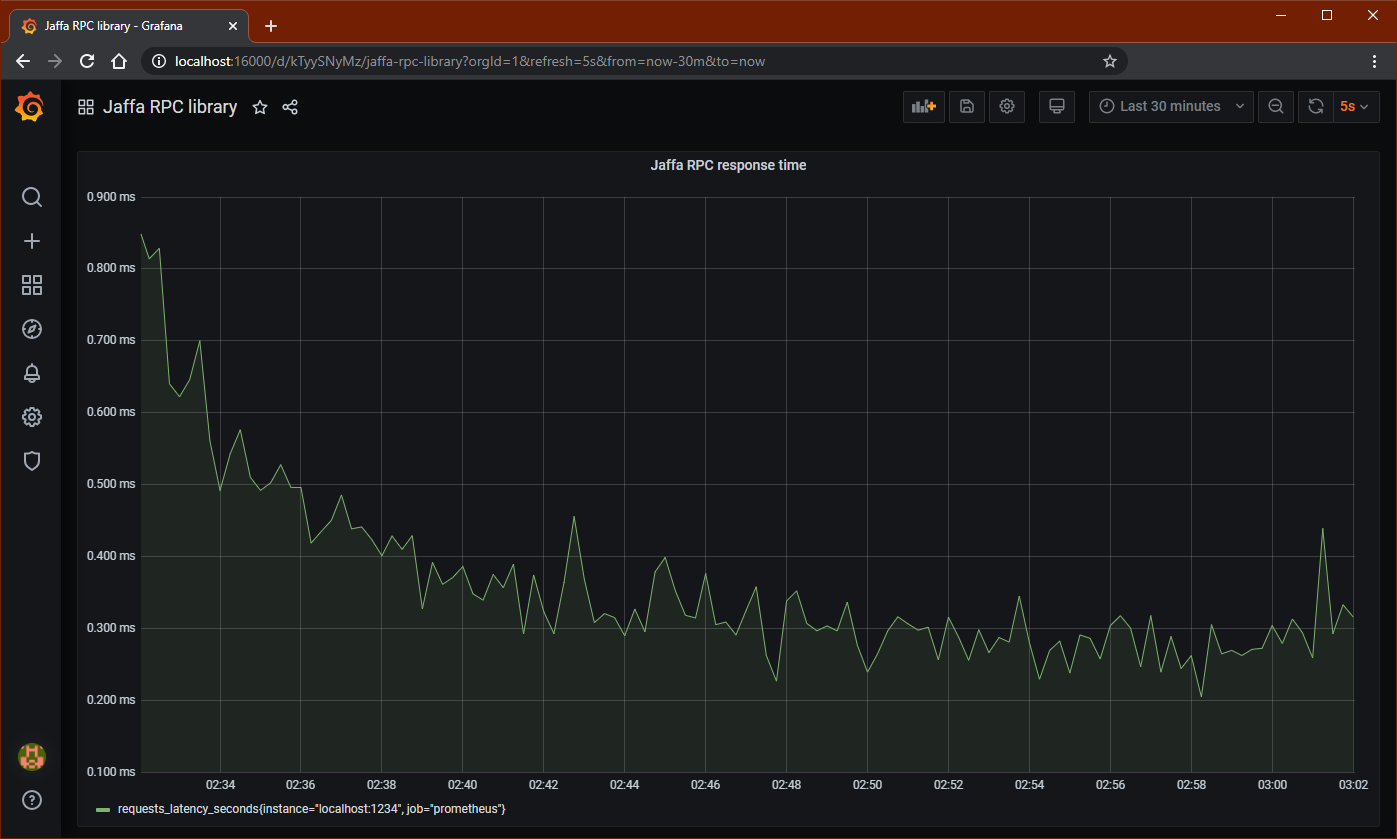 Jaffa RPC library - Grafana
localhost:16000/d/kTyySNyMz/jaffa-rpc-library?orgId=1&refresh=5s&from=now-30m&to=now
Jaffa RPC library
Last 30 minutes
5s
Jaffa RPC response time
0.900 ms
0.800 ms
0.700 ms
0.600 ms
0.500 ms
0.400 ms
0.300 ms
0.200 ms
0.100 ms
02:34 02:36 02:38 02:40 02:42 02:44 02:46 02:48 02:50 02:52 02:54 02:56 02:58 03:00 03:02
requests_latency_seconds{instance="localhost:1234", job="prometheus"}